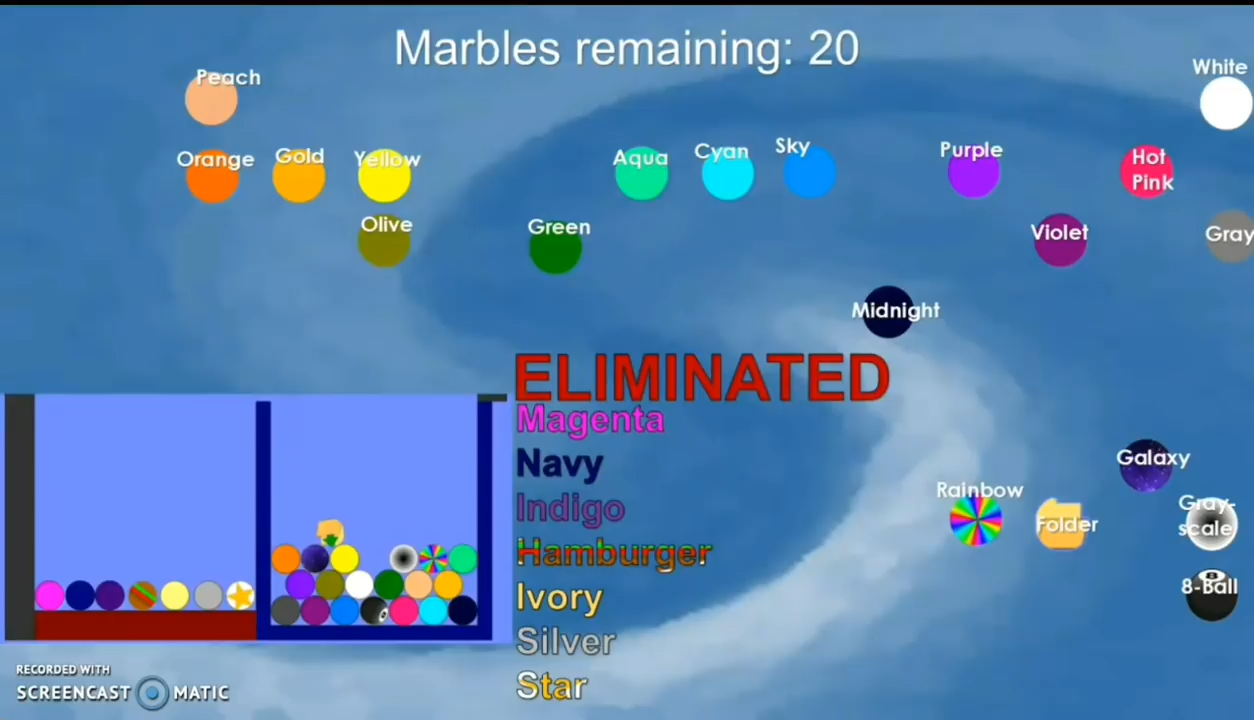 Marbles remaining: 20
White
Peach
Orange
Gold
Yellow
Aqua
Cyan
Sky
Purple
Hot
Pink
Olive
Green
Violet
Gray
Midnight
ELIMINATED
Magenta
Navy
Indigo
Hamburger
Ivory
Silver
Star
Galaxy
Rainbow
Folder
Gray-
scale
8-Ball
RECORDED WITH
SCREENCAST MATIC